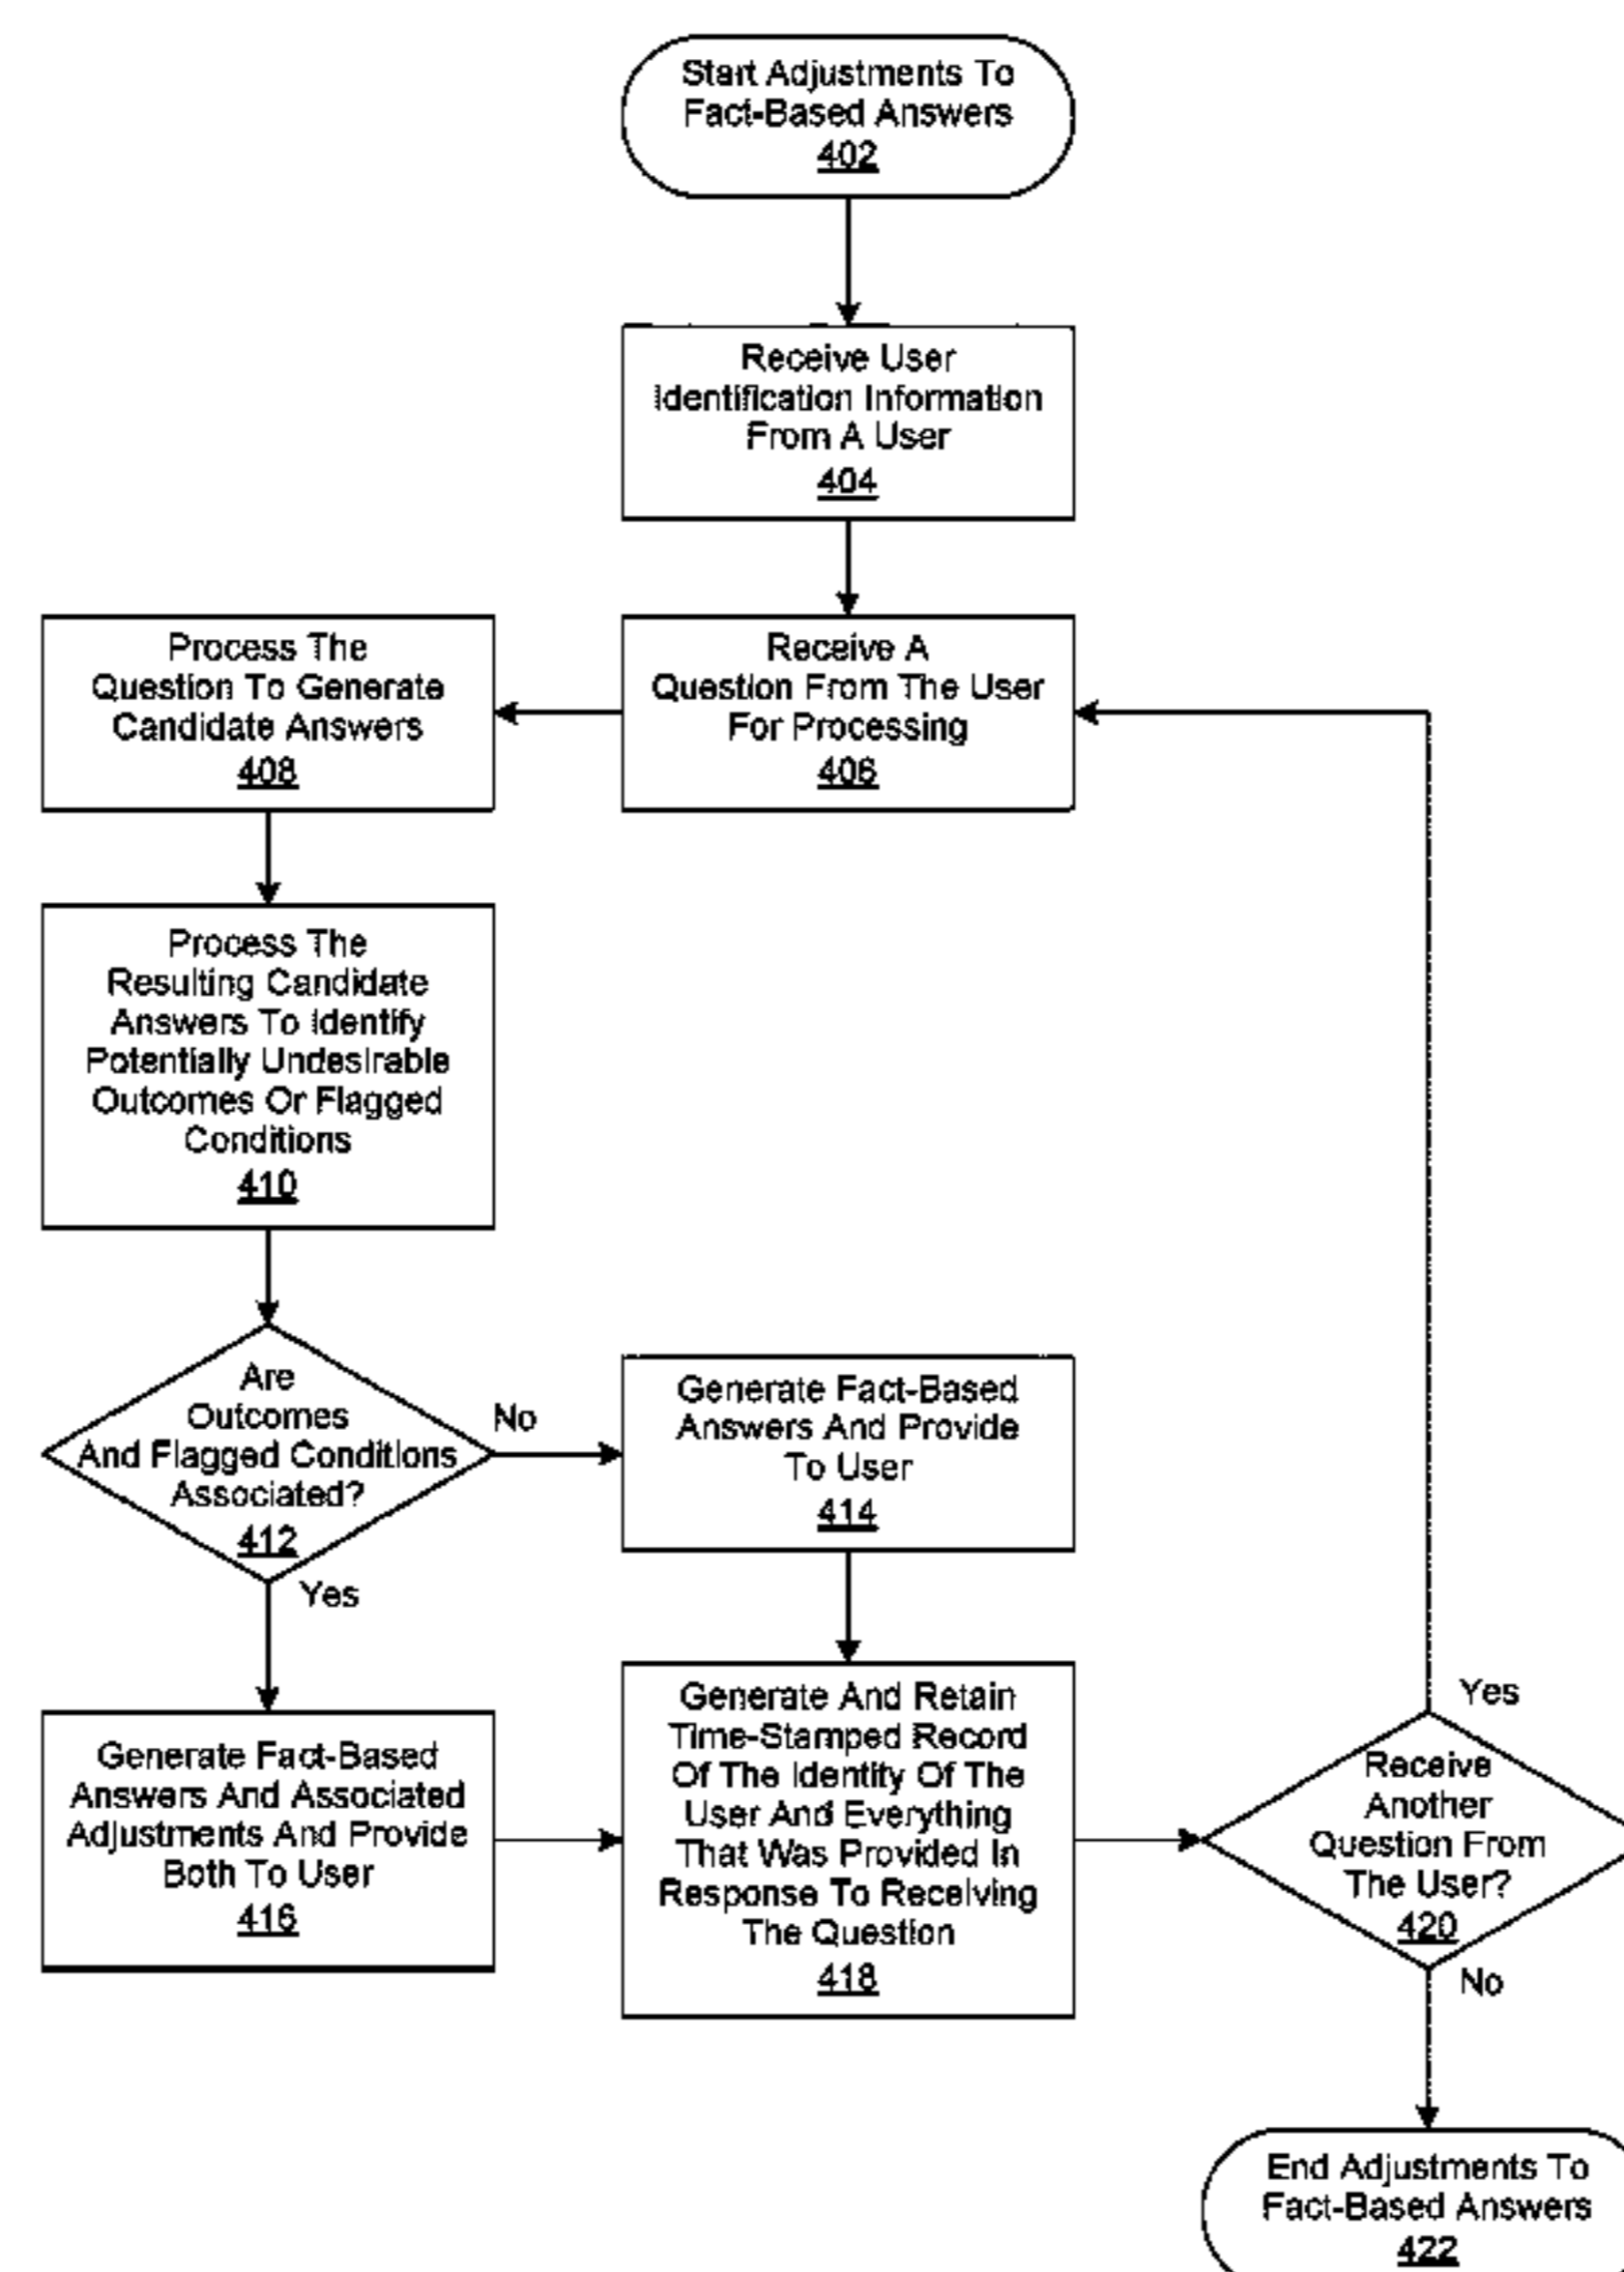 Start Adjustments To
Fact-Based Answers
402
Receive User
Identification Information
From A User
404
Receive A
Question From The User
For Processing
406
Process The
Question To Generate
Candidate Answers
408
Process The
Resulting Candidate
Answers To Identify
Potentially Undesirable
Outcomes Or Flagged
Conditions
410
Are
Outcomes
And Flagged Conditions
Associated?
412
No
Yes
Generate Fact-Based
Answers And Provide
To User
414
Generate Fact-Based
Answers And Associated
Adjustments And Provide
Both To User
416
Generate And Retain
Time-Stamped Record
Of The Identity Of The
User And Everything
That Was Provided In
Response To Receiving
The Question
418
Yes
Receive
Another
Question From
The User?
420
No
End Adjustments To
Fact-Based Answers
422